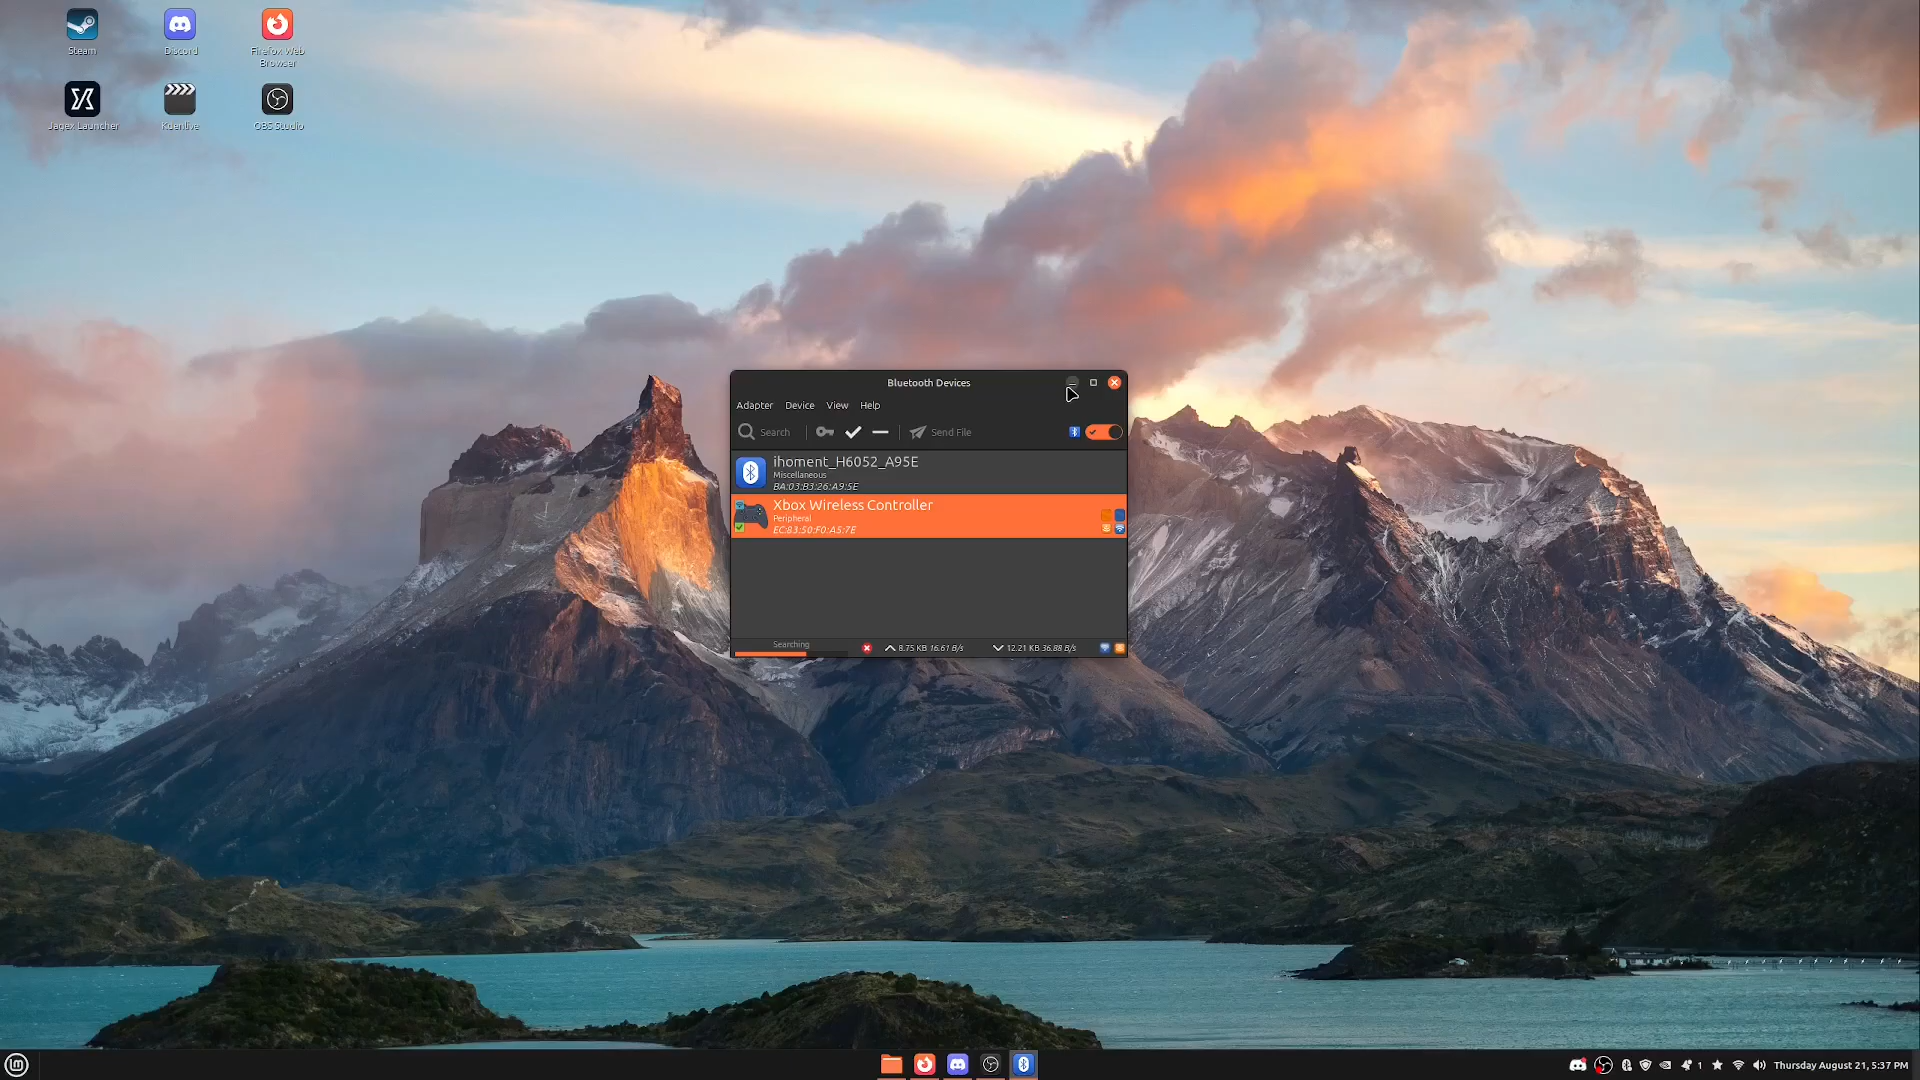 Steam
Discord
Firefox Web
Browser
Jagex Launcher
Kdenlive
OBS Studio
Bluetooth Devices
Adapter Device View Help
Search Send File
ihoment_H6052_A95E
Miscellaneous
BA:03:B3:26:A9:5E
Xbox Wireless Controller
Peripheral
EC:83:50:F0:A5:7E
Searching 8.75 KB 16.61 B/s 12.21 KB 36.88 B/s
1 Thursday August 21, 5:37 PM